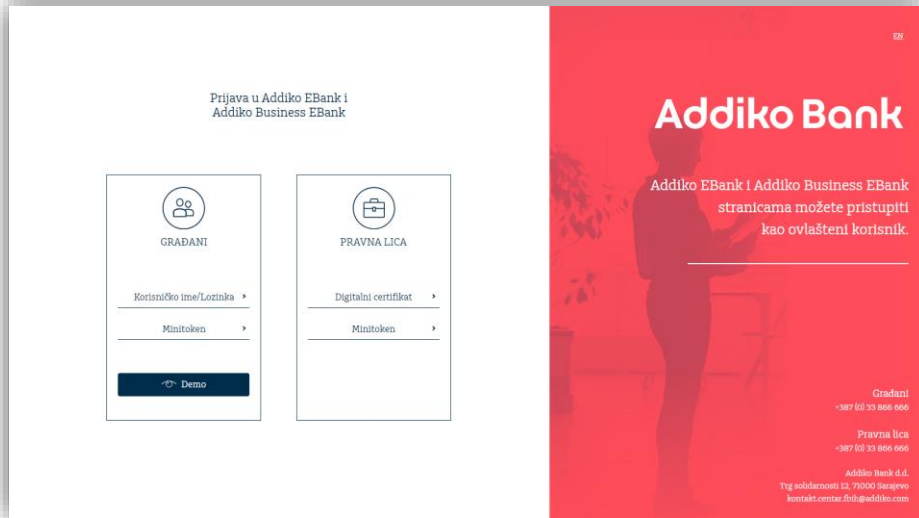 Prijava u Addiko EBank i
Addiko Business EBank
GRAĐANI
Korisničko ime/Lozinka
Minitoken
Demo
PRAVNA LICA
Digitalni certifikat
Minitoken
EN
Addiko Bank
Addiko EBank i Addiko Business EBank
stranicama možete pristupiti
kao ovlašteni korisnik.
Građani
+387 (0) 33 866 666
Pravna lica
+387 (0) 33 866 666
Addiko Bank d.d.
Trg solidarnosti 12, 71000 Sarajevo
kontakt.centar.fbih@addiko.com